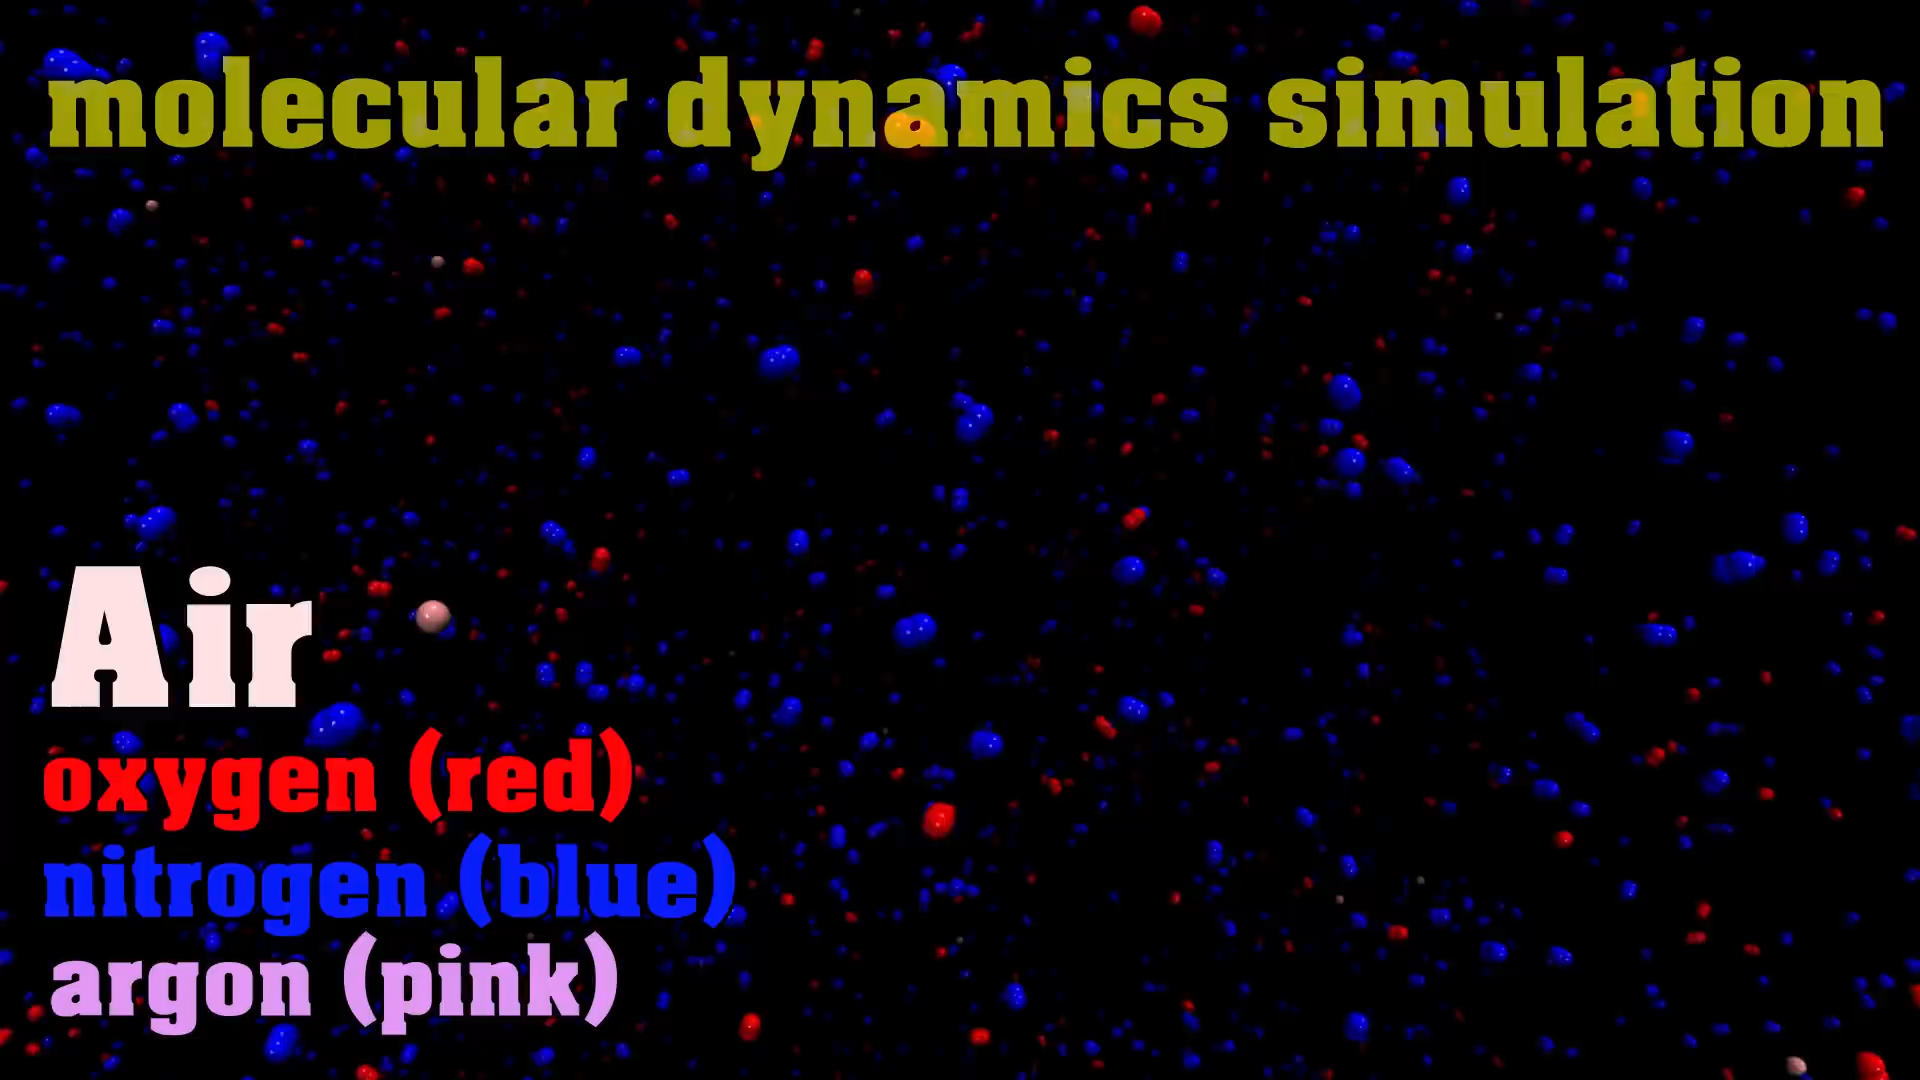 molecular dynamics simulation
Air
oxygen (red)
nitrogen (blue)
argon (pink)